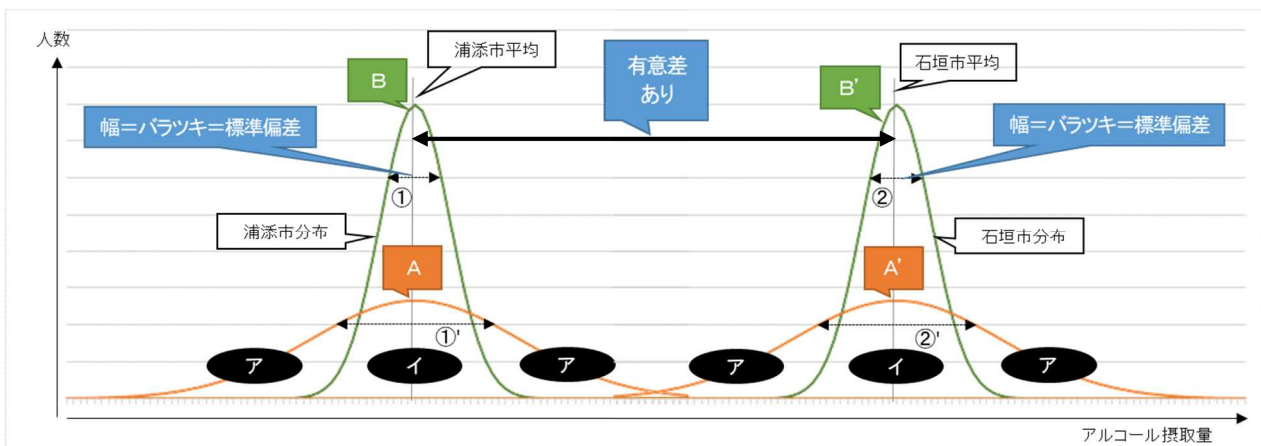 人数
浦添市平均
有意差
あり
石垣市平均
B
B'
幅=バラツキ=標準偏差
幅=バラツキ=標準偏差
①
②
浦添市分布
石垣市分布
A
A'
①'
②'
ア
イ
ア
ア
イ
ア
アルコール摂取量